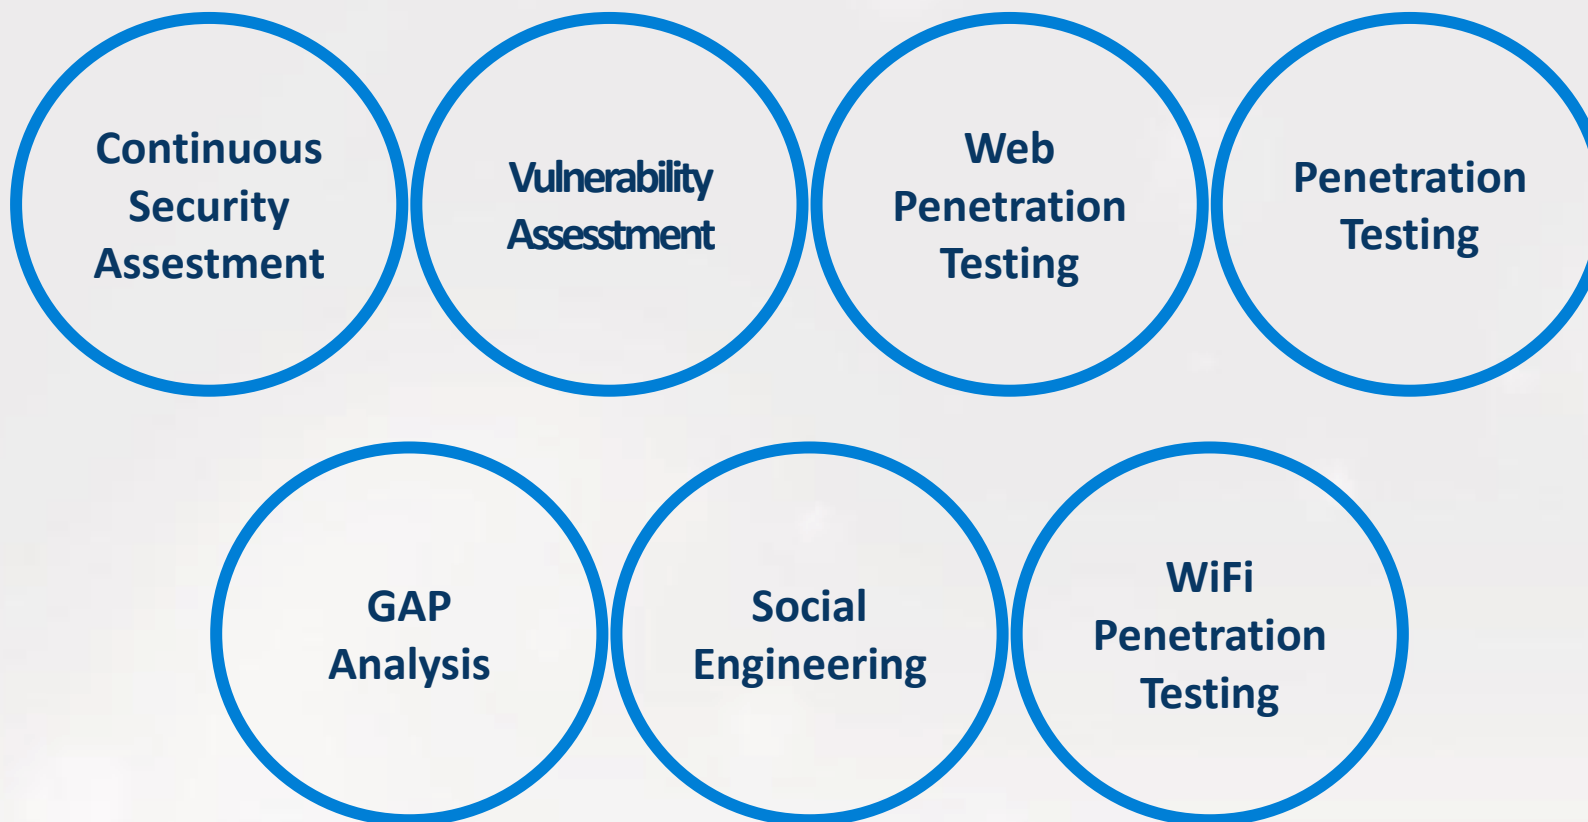 Continuous
Security
Assestment
Vulnerability
Assesstment
Web
Penetration
Testing
Penetration
Testing
GAP
Analysis
Social
Engineering
WiFi
Penetration
Testing